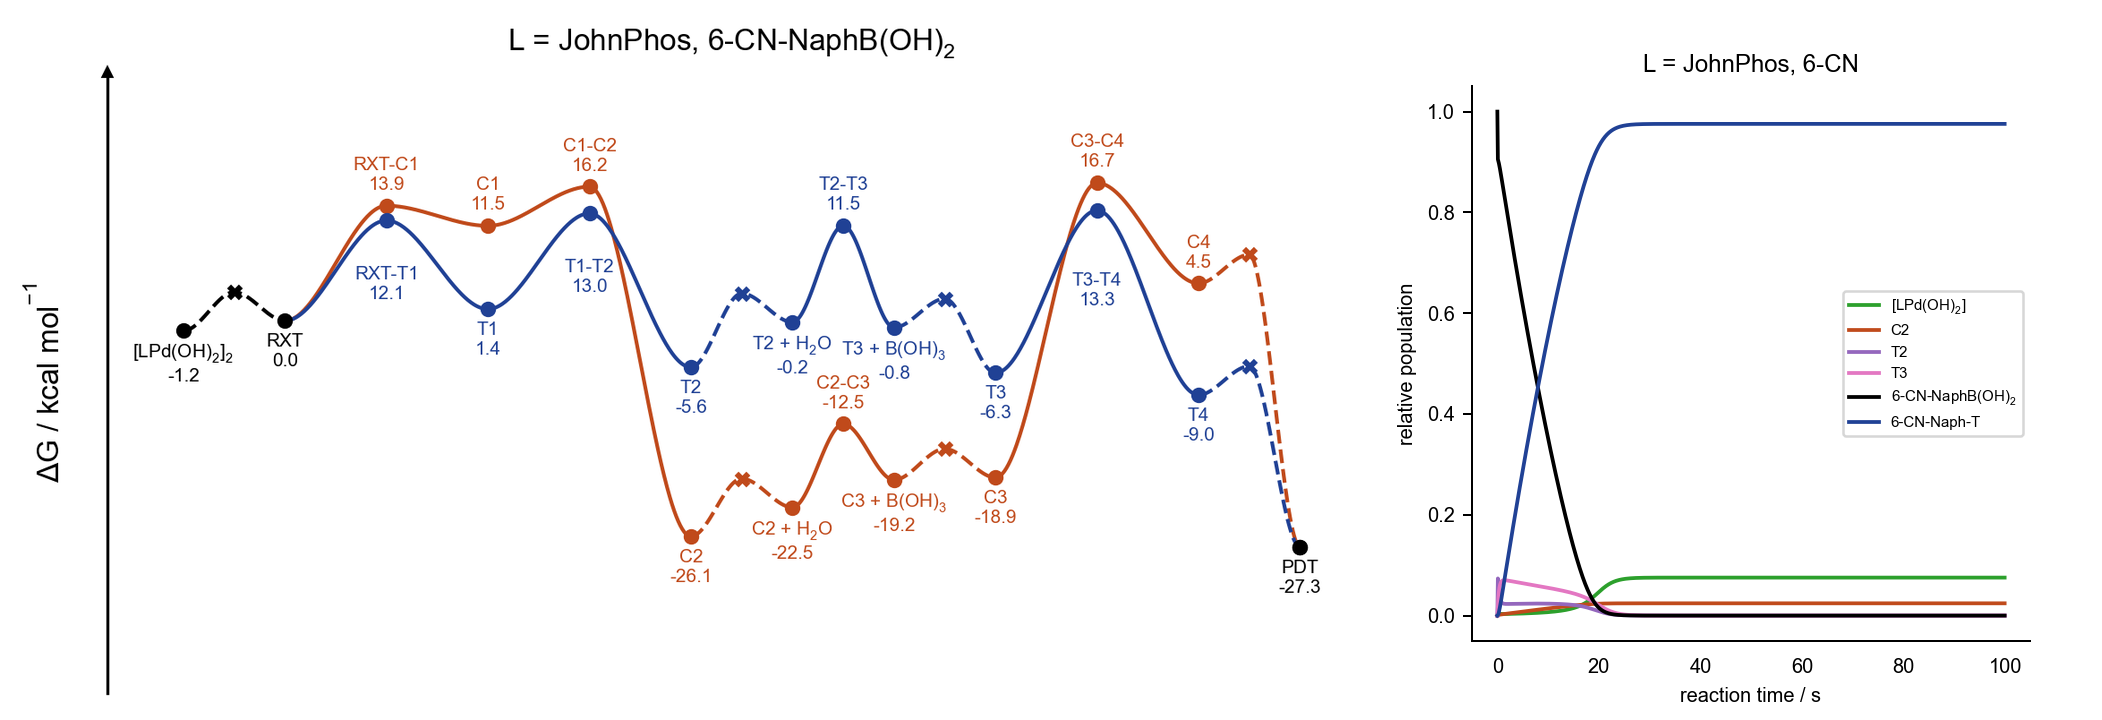 L = JohnPhos, 6-CN-NaphB(OH)₂
ΔG / kcal mol⁻¹
[LPd(OH)₂]₂
-1.2
RXT
0.0
RXT-C1
13.9
RXT-T1
12.1
C1
11.5
T1
1.4
C1-C2
16.2
T1-T2
13.0
T2
-5.6
C2
-26.1
T2 + H₂O
-0.2
C2 + H₂O
-22.5
T2-T3
11.5
C2-C3
-12.5
T3 + B(OH)₃
-0.8
C3 + B(OH)₃
-19.2
T3
-6.3
C3
-18.9
C3-C4
16.7
T3-T4
13.3
C4
4.5
T4
-9.0
PDT
-27.3
L = JohnPhos, 6-CN
relative population
1.0
0.8
0.6
0.4
0.2
0.0
0 20 40 60 80 100
reaction time / s
[LPd(OH)₂]
C2
T2
T3
6-CN-NaphB(OH)₂
6-CN-Naph-T